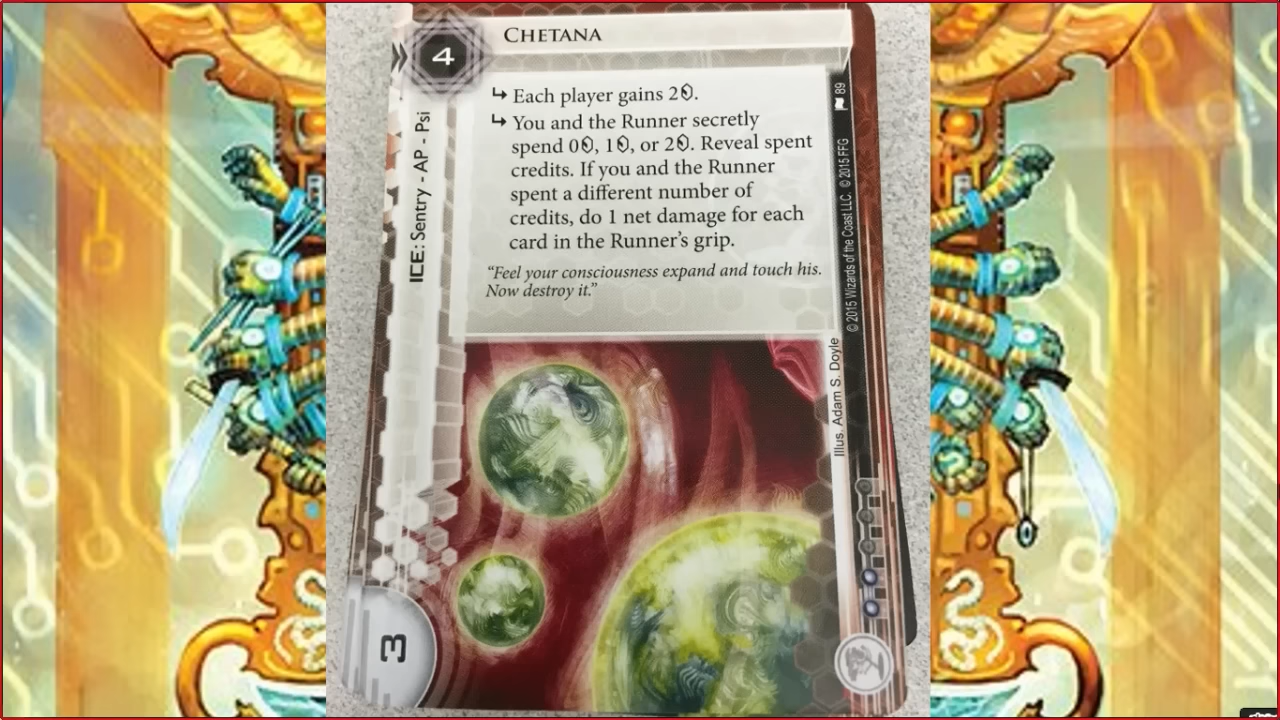 4
CHETANA
↳ Each player gains 2.
↳ You and the Runner secretly
spend 0, 1, or 2. Reveal spent
credits. If you and the Runner
spent a different number of
credits, do 1 net damage for each
card in the Runner's grip.
"Feel your consciousness expand and touch his.
Now destroy it."
ICE: Sentry - AP - Psi
3
89
© 2015 Wizards of the Coast LLC. © 2015 FFG
Illus. Adam S. Doyle